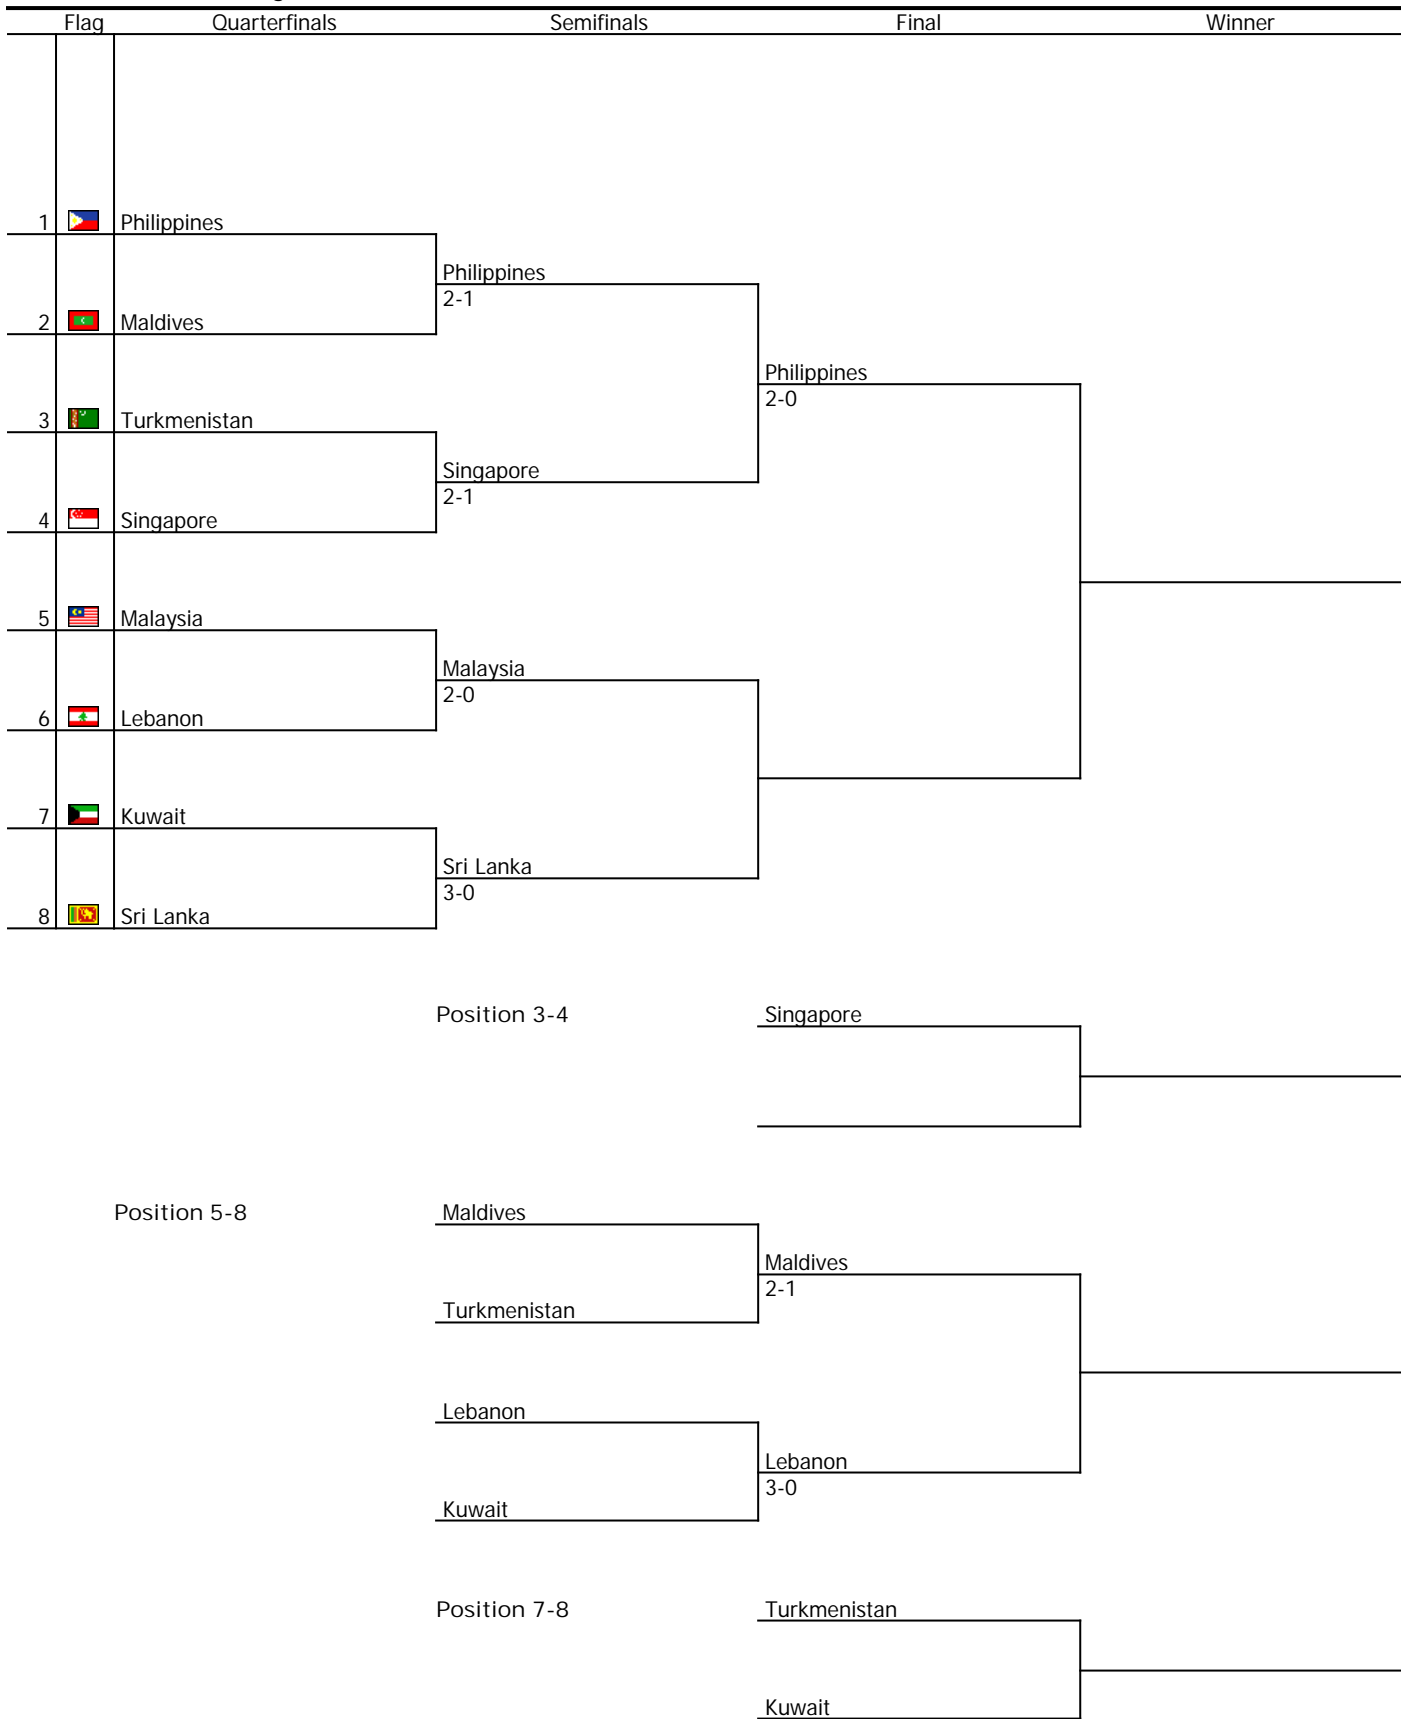 Flag Quarterfinals Semifinals Final Winner
1 Philippines
Philippines
2-1
2 Maldives
Philippines
2-0
3 Turkmenistan
Singapore
2-1
4 Singapore
5 Malaysia
Malaysia
2-0
6 Lebanon
7 Kuwait
Sri Lanka
3-0
8 Sri Lanka
Position 3-4 Singapore
Position 5-8 Maldives
Maldives
2-1
Turkmenistan
Lebanon
Lebanon
3-0
Kuwait
Position 7-8 Turkmenistan
Kuwait